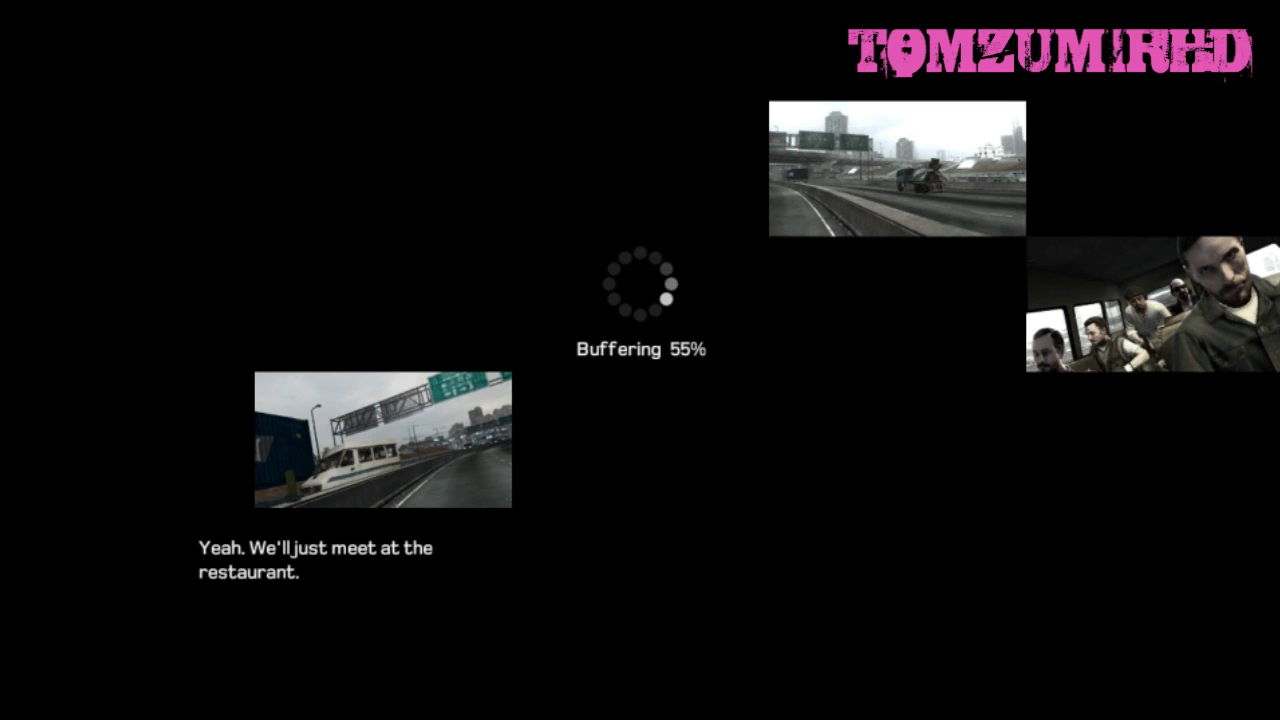 TOMZUMIRHD
Buffering 55%
Yeah. We'll just meet at the
restaurant.